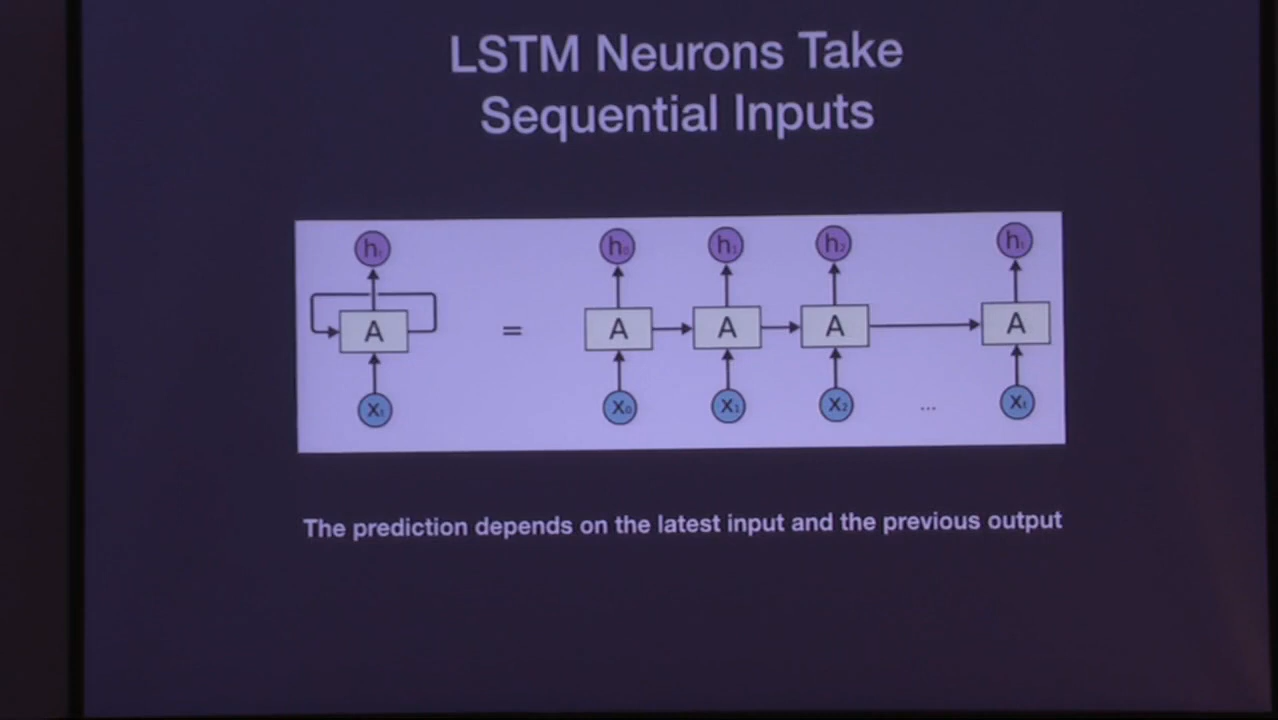 LSTM Neurons Take
Sequential Inputs
hₜ h₀ h₁ h₂ hₜ
A = A A A A
xₜ x₀ x₁ x₂ ... xₜ
The prediction depends on the latest input and the previous output